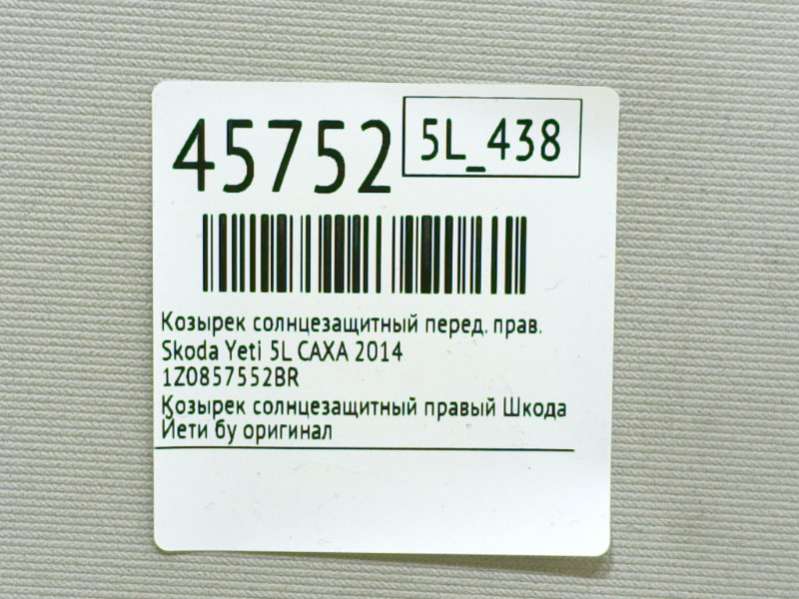 45752
5L_438
Козырек солнцезащитный перед. прав.
Skoda Yeti 5L CAXA 2014
1Z0857552BR
Козырек солнцезащитный правый Шкода
Йети бу оригинал